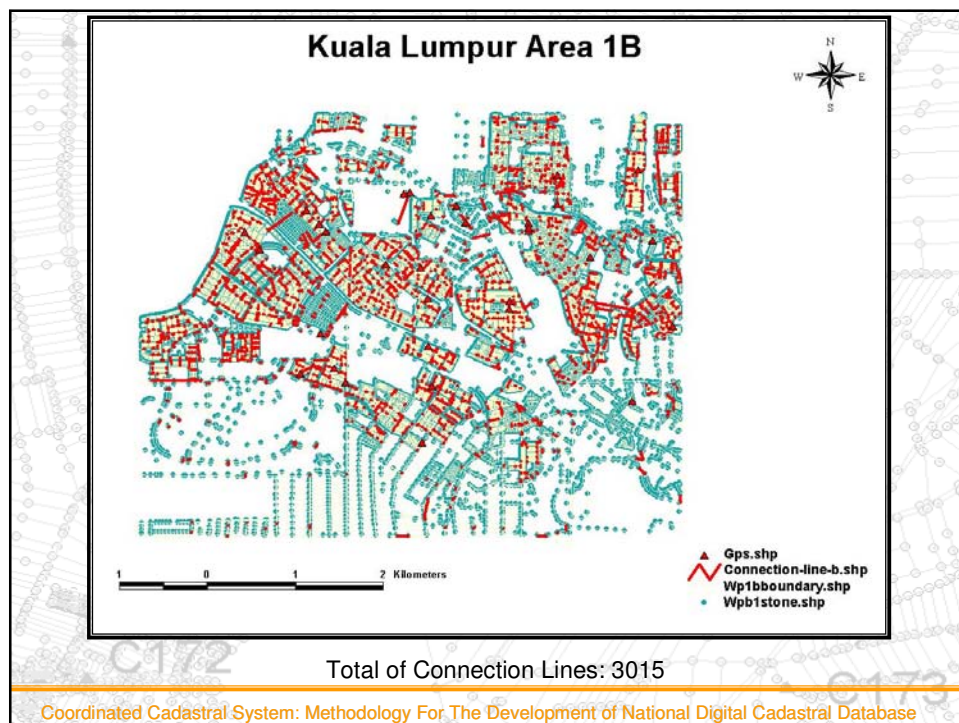 Kuala Lumpur Area 1B
N
W E
S
1 0 1 2 Kilometers
Gps.shp
Connection-line-b.shp
Wp1bboundary.shp
Wpb1stone.shp
C172
Total of Connection Lines: 3015
C173
Coordinated Cadastral System: Methodology For The Development of National Digital Cadastral Database